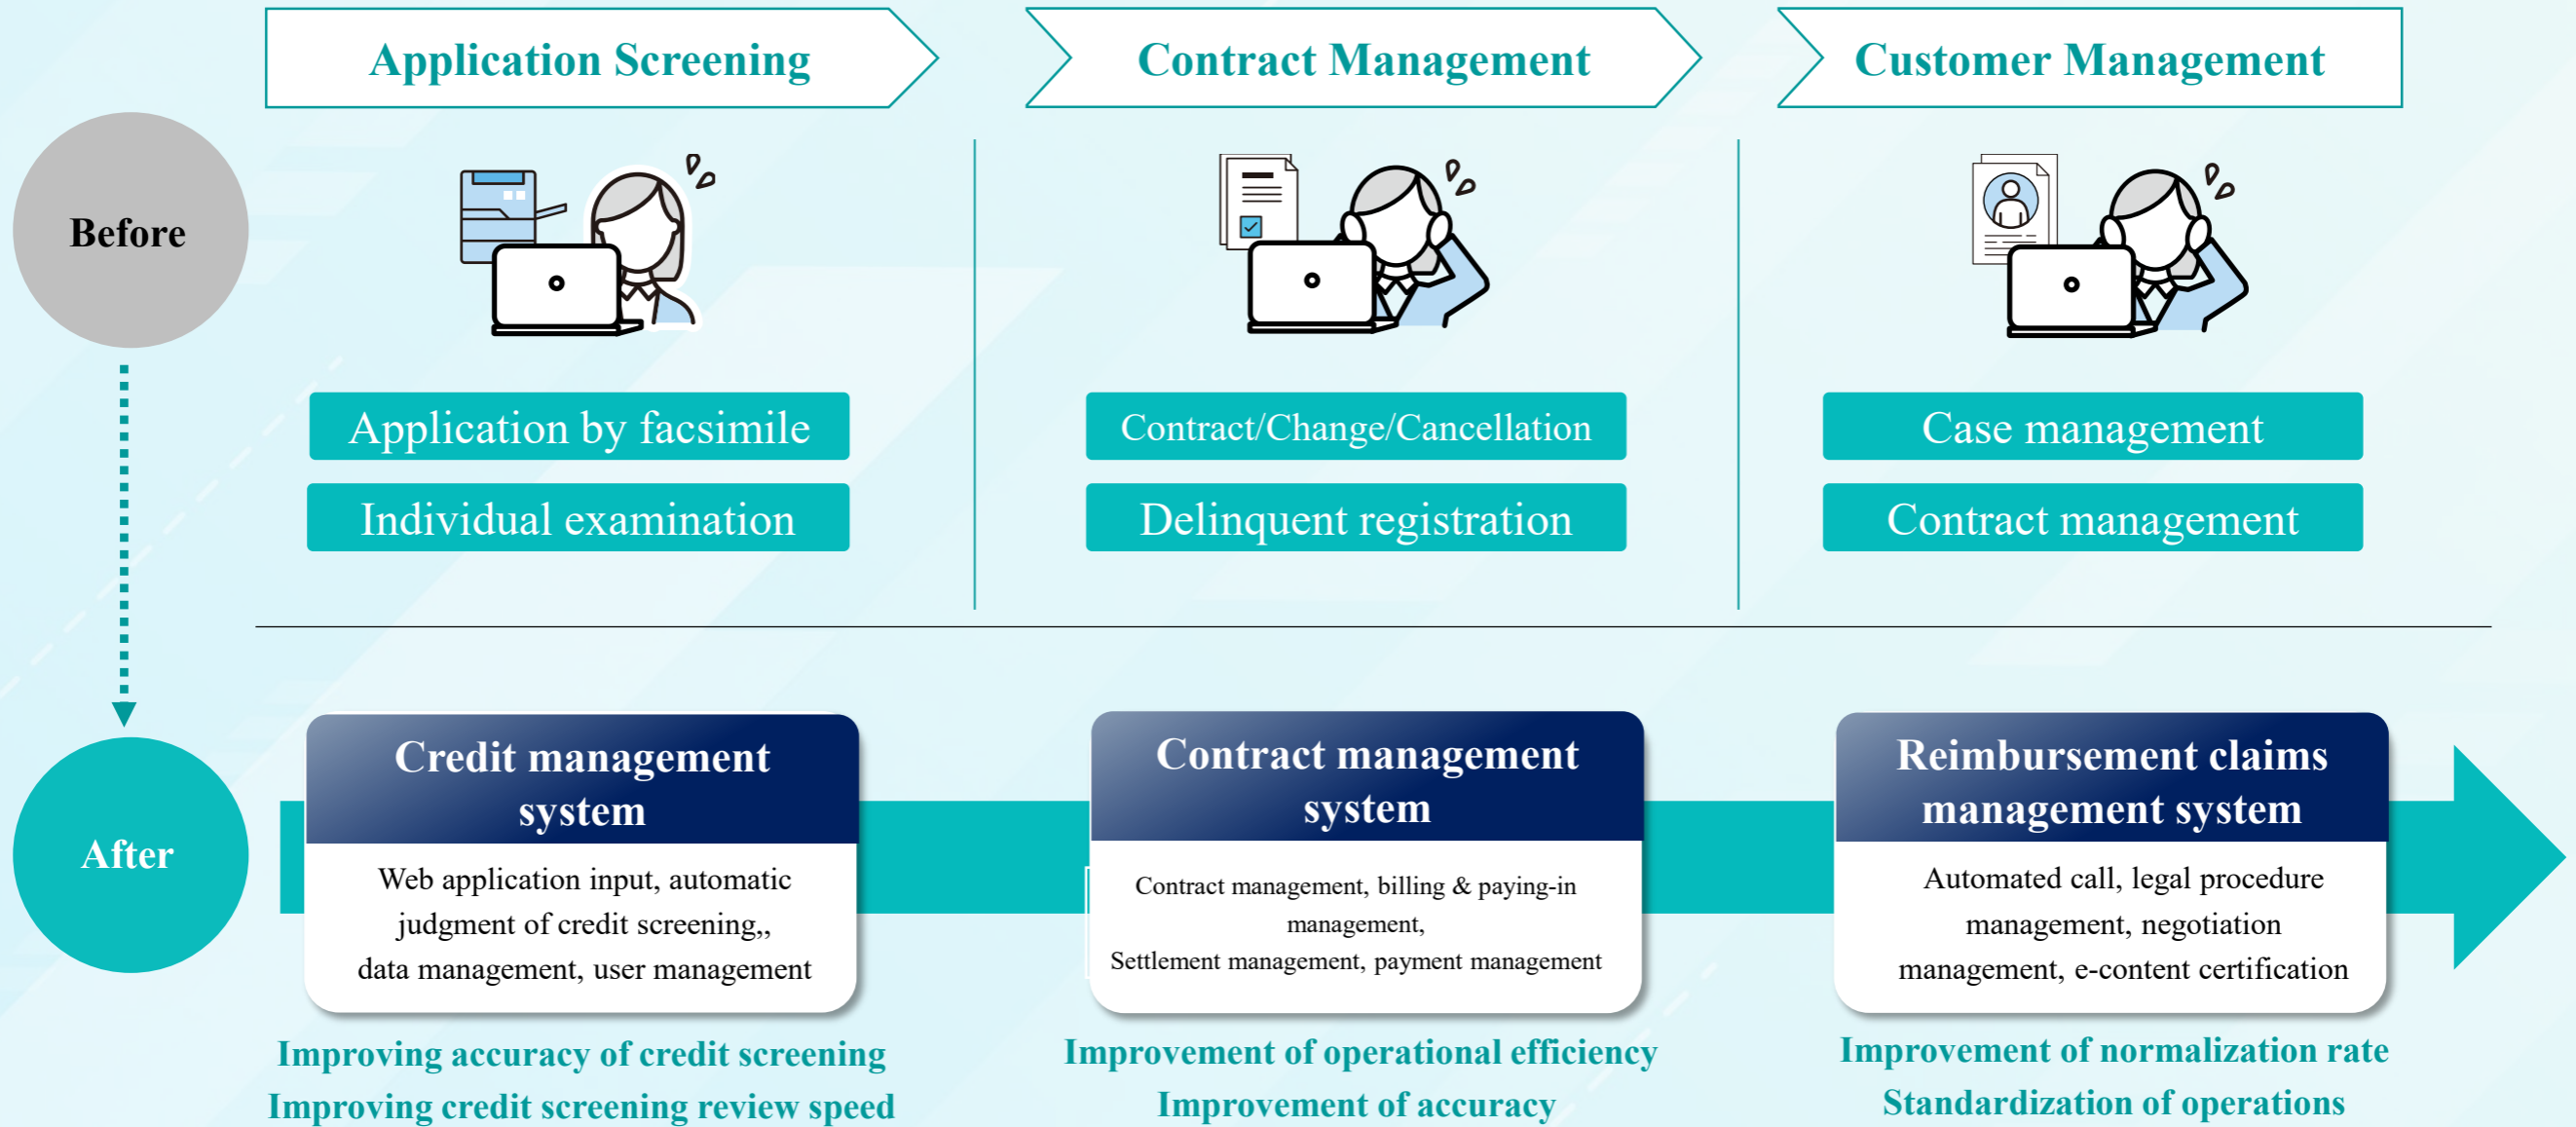 Application Screening
Contract Management
Customer Management
Before
Application by facsimile
Contract/Change/Cancellation
Case management
Individual examination
Delinquent registration
Contract management
After
Credit management
system
Web application input, automatic
judgment of credit screening,,
data management, user management
Improving accuracy of credit screening
Improving credit screening review speed
Contract management
system
Contract management, billing & paying-in
management,
Settlement management, payment management
Improvement of operational efficiency
Improvement of accuracy
Reimbursement claims
management system
Automated call, legal procedure
management, negotiation
management, e-content certification
Improvement of normalization rate
Standardization of operations